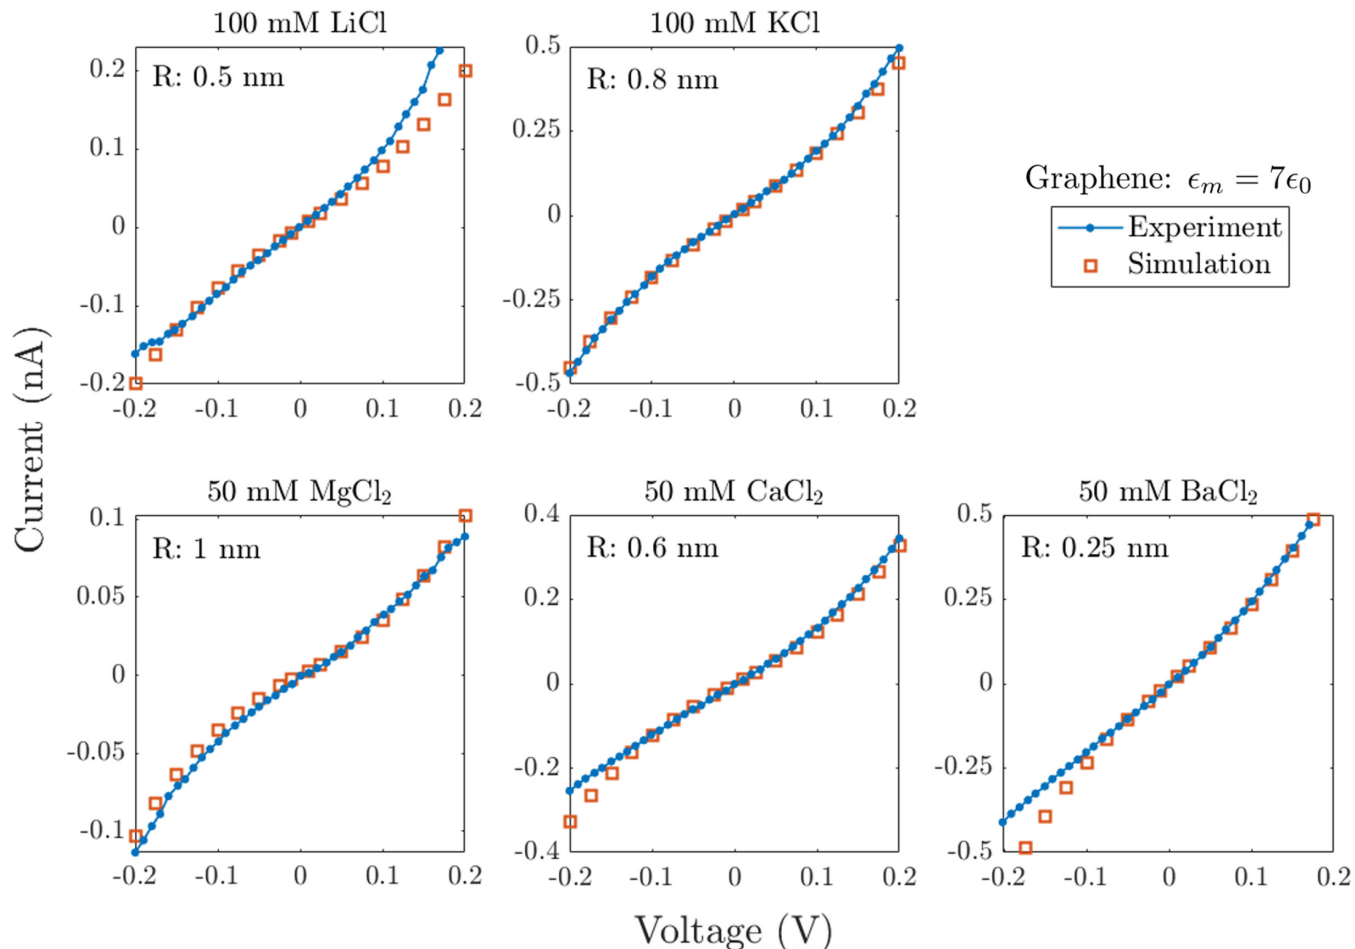 100 mM LiCl
R: 0.5 nm
0.2
0.1
0
-0.1
-0.2
-0.2 -0.1 0 0.1 0.2
100 mM KCl
R: 0.8 nm
0.5
0.25
0
-0.25
-0.5
-0.2 -0.1 0 0.1 0.2
Graphene: ϵₘ = 7ϵ₀
Experiment
Simulation
Current (nA)
50 mM MgCl₂
R: 1 nm
0.1
0.05
0
-0.05
-0.1
-0.2 -0.1 0 0.1 0.2
50 mM CaCl₂
R: 0.6 nm
0.4
0.2
0
-0.2
-0.4
-0.2 -0.1 0 0.1 0.2
50 mM BaCl₂
R: 0.25 nm
0.5
0.25
0
-0.25
-0.5
-0.2 -0.1 0 0.1 0.2
Voltage (V)